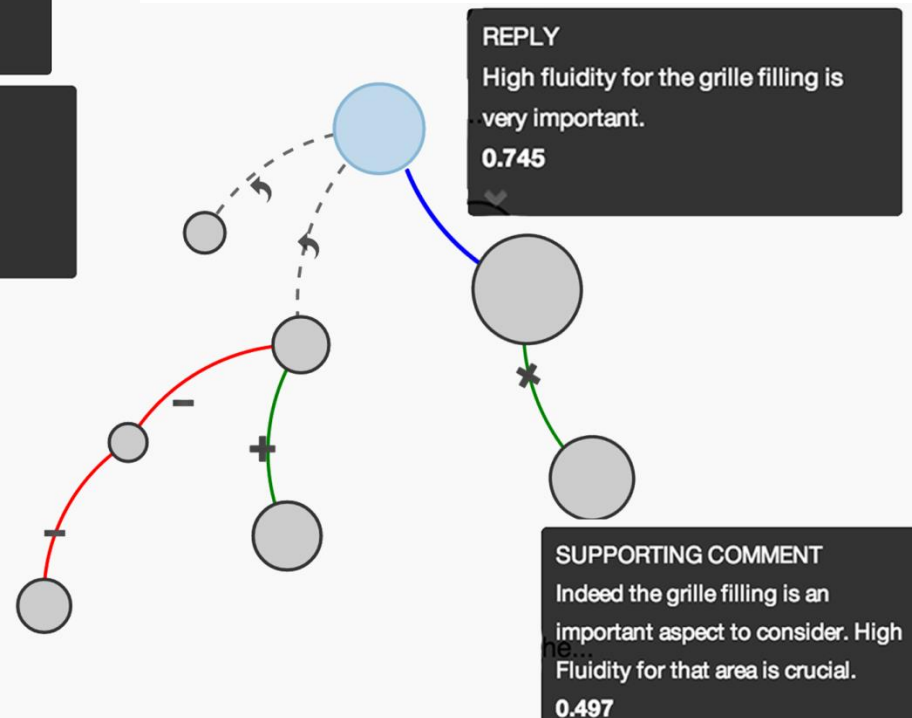 REPLY
High fluidity for the grille filling is
very important.
0.745
SUPPORTING COMMENT
Indeed the grille filling is an
important aspect to consider. High
he...
Fluidity for that area is crucial.
0.497